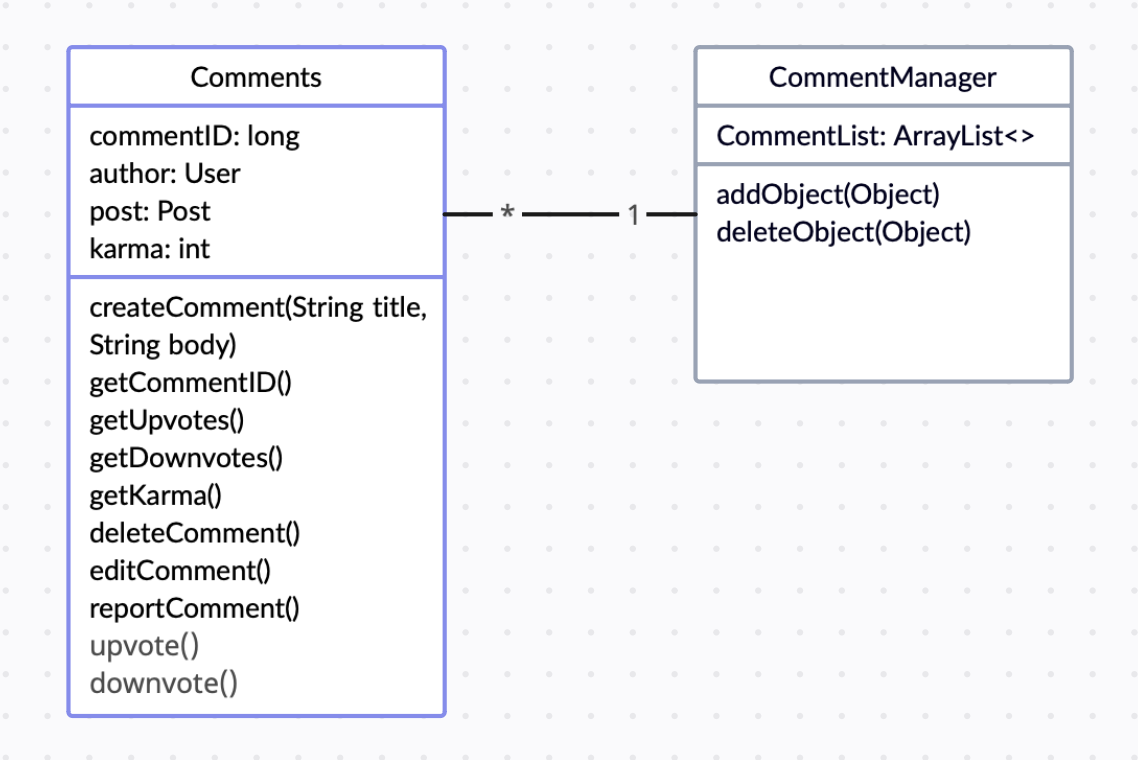 Comments
commentID: long
author: User
post: Post
karma: int
createComment(String title,
String body)
getCommentID()
getUpvotes()
getDownvotes()
getKarma()
deleteComment()
editComment()
reportComment()
upvote()
downvote()
* 1
CommentManager
CommentList: ArrayList<>
addObject(Object)
deleteObject(Object)